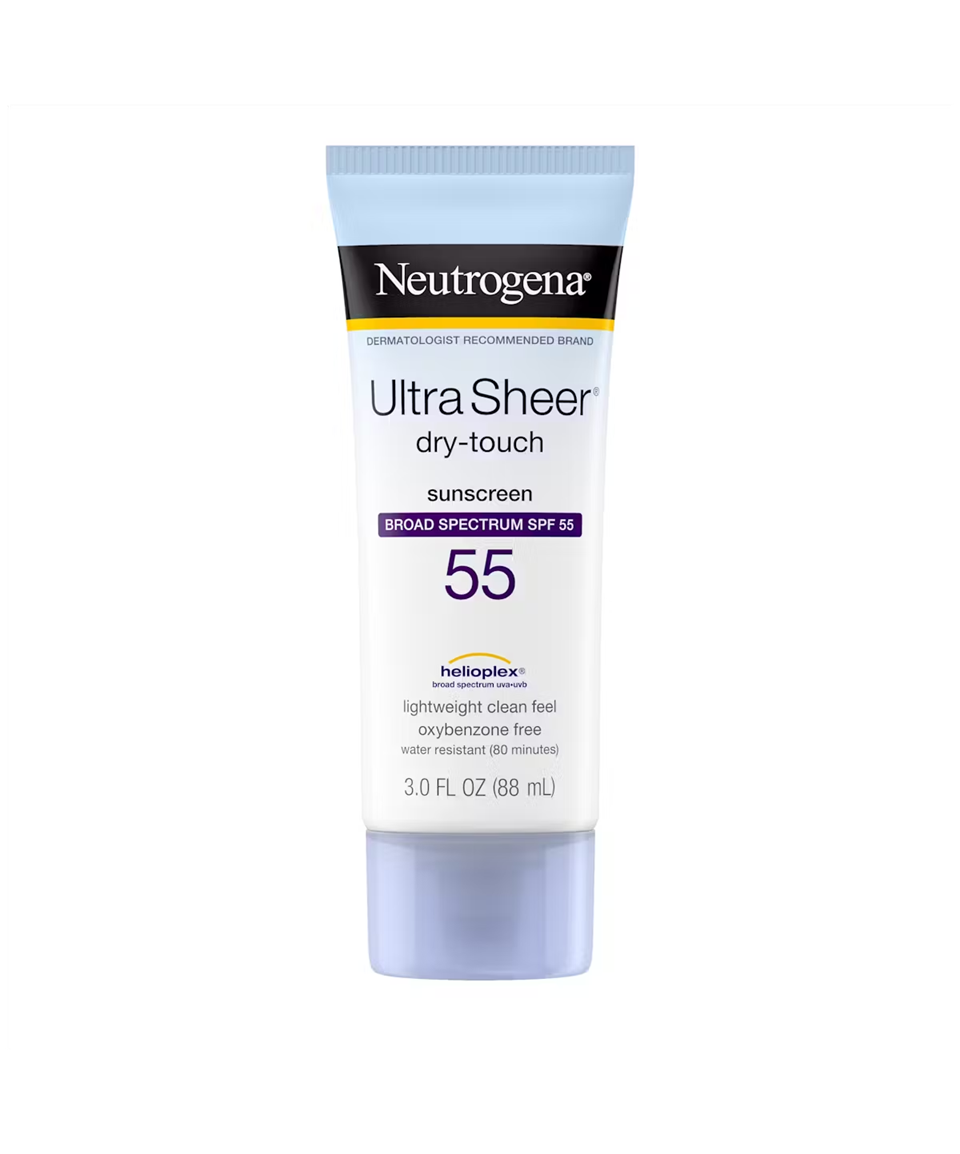 Neutrogena®
DERMATOLOGIST RECOMMENDED BRAND
Ultra Sheer®
dry-touch
sunscreen
BROAD SPECTRUM SPF 55
55
helioplex®
broad spectrum uva•uvb
lightweight clean feel
oxybenzone free
water resistant (80 minutes)
3.0 FL OZ (88 mL)